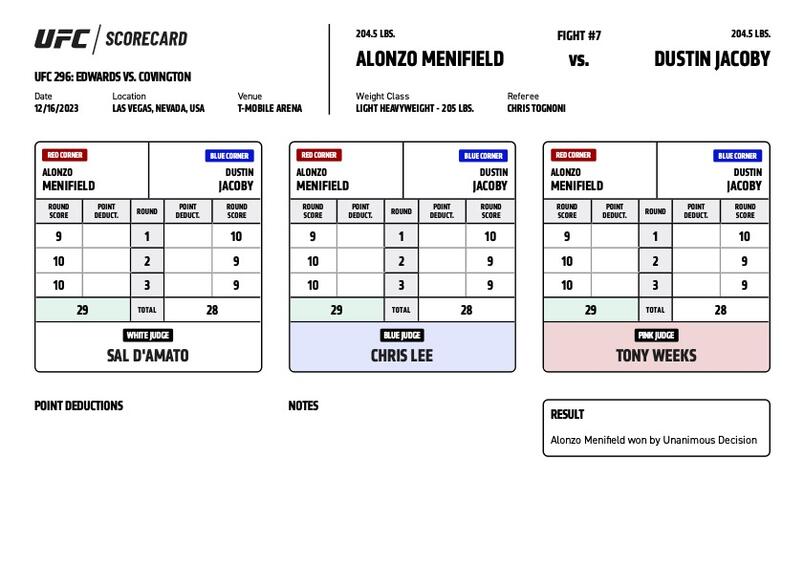 UFC / SCORECARD
UFC 296: EDWARDS VS. COVINGTON
Date Location Venue
12/16/2023 LAS VEGAS, NEVADA, USA T-MOBILE ARENA
204.5 LBS. FIGHT #7 204.5 LBS.
ALONZO MENIFIELD VS. DUSTIN JACOBY
Weight Class Referee
LIGHT HEAVYWEIGHT - 205 LBS. CHRIS TOGNONI
RED CORNER BLUE CORNER
ALONZO DUSTIN
MENIFIELD JACOBY
ROUND SCORE POINT DEDUCT. ROUND POINT DEDUCT. ROUND SCORE
9 1 10
10 2 9
10 3 9
29 TOTAL 28
WHITE JUDGE
SAL D'AMATO
RED CORNER BLUE CORNER
ALONZO DUSTIN
MENIFIELD JACOBY
ROUND SCORE POINT DEDUCT. ROUND POINT DEDUCT. ROUND SCORE
9 1 10
10 2 9
10 3 9
29 TOTAL 28
BLUE JUDGE
CHRIS LEE
RED CORNER BLUE CORNER
ALONZO DUSTIN
MENIFIELD JACOBY
ROUND SCORE POINT DEDUCT. ROUND POINT DEDUCT. ROUND SCORE
9 1 10
10 2 9
10 3 9
29 TOTAL 28
PINK JUDGE
TONY WEEKS
POINT DEDUCTIONS
NOTES
RESULT
Alonzo Menifield won by Unanimous Decision